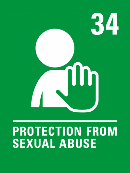 34
PROTECTION FROM
SEXUAL ABUSE